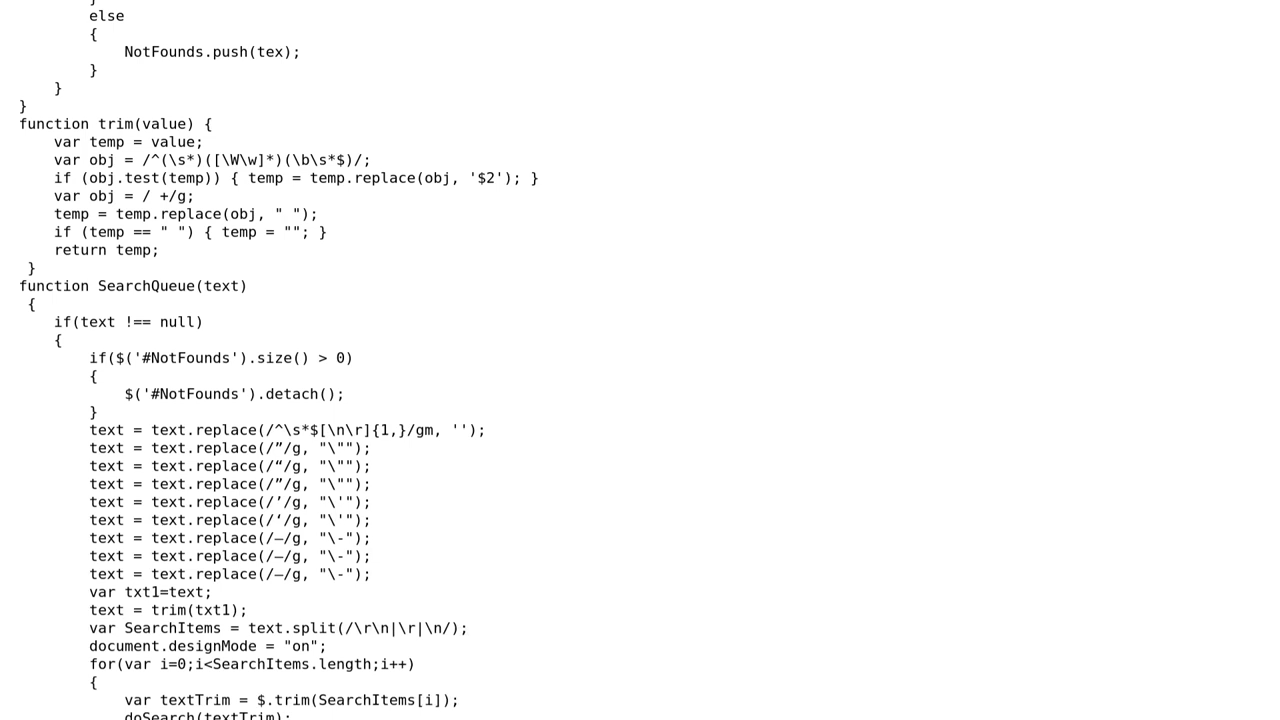 }
else
{
NotFounds.push(tex);
}
}
}
function trim(value) {
var temp = value;
var obj = /^(\s*)([\W\w]*)(\b\s*$)/;
if (obj.test(temp)) { temp = temp.replace(obj, '$2'); }
var obj = / +/g;
temp = temp.replace(obj, " ");
if (temp == " ") { temp = ""; }
return temp;
}
function SearchQueue(text)
{
if(text !== null)
{
if($('#NotFounds').size() > 0)
{
$('#NotFounds').detach();
}
text = text.replace(/^\s*$[\n\r]{1,}/gm, '');
text = text.replace(/”/g, "\"");
text = text.replace(/“/g, "\"");
text = text.replace(/”/g, "\"");
text = text.replace(/’/g, "\'");
text = text.replace(/‘/g, "\'");
text = text.replace(/—/g, "\-");
text = text.replace(/–/g, "\-");
text = text.replace(/—/g, "\-");
var txt1=text;
text = trim(txt1);
var SearchItems = text.split(/\r\n|\r|\n/);
document.designMode = "on";
for(var i=0;i<SearchItems.length;i++)
{
var textTrim = $.trim(SearchItems[i]);
doSearch(textTrim);